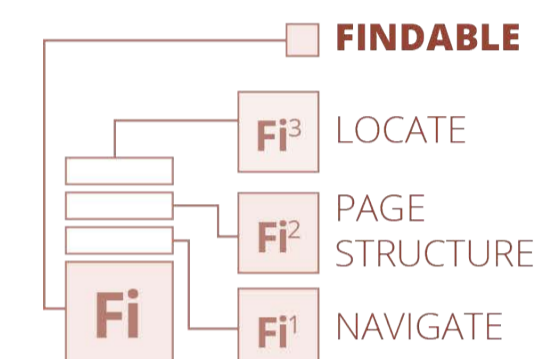 FINDABLE
Fi³ LOCATE
Fi² PAGE
STRUCTURE
Fi
Fi¹ NAVIGATE